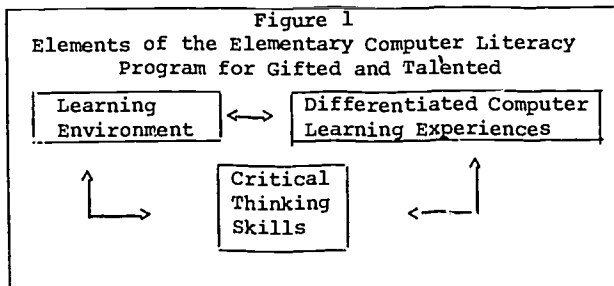 Figure 1
Elements of the Elementary Computer Literacy
Program for Gifted and Talented
Learning
Environment
Differentiated Computer
Learning Experiences
Critical
Thinking
Skills